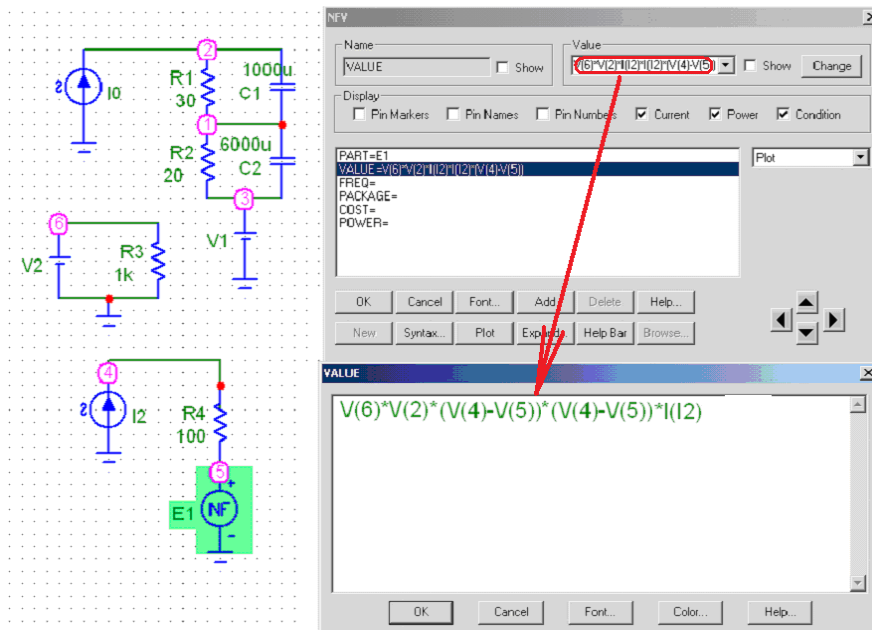 2
R1
30
1000u
C1
I0
1
R2
20
6000u
C2
3
V1
6
V2
R3
1k
4
I2
R4
100
5
E1
NF
+
-
NFV
Name
VALUE
Show
Value
V(6)*V(2)*I(I2)*I(I2)*(V(4)-V(5))
Show
Change
Display
Pin Markers
Pin Names
Pin Numbers
Current
Power
Condition
PART=E1
VALUE=V(6)*V(2)*I(I2)*I(I2)*(V(4)-V(5))
FREQ=
PACKAGE=
COST=
POWER=
Plot
OK
Cancel
Font...
Add..
Delete
Help...
New
Syntax...
Plot
Expand..
Help Bar
Browse...
VALUE
V(6)*V(2)*(V(4)-V(5))*(V(4)-V(5))*I(I2)
OK
Cancel
Font...
Color...
Help...